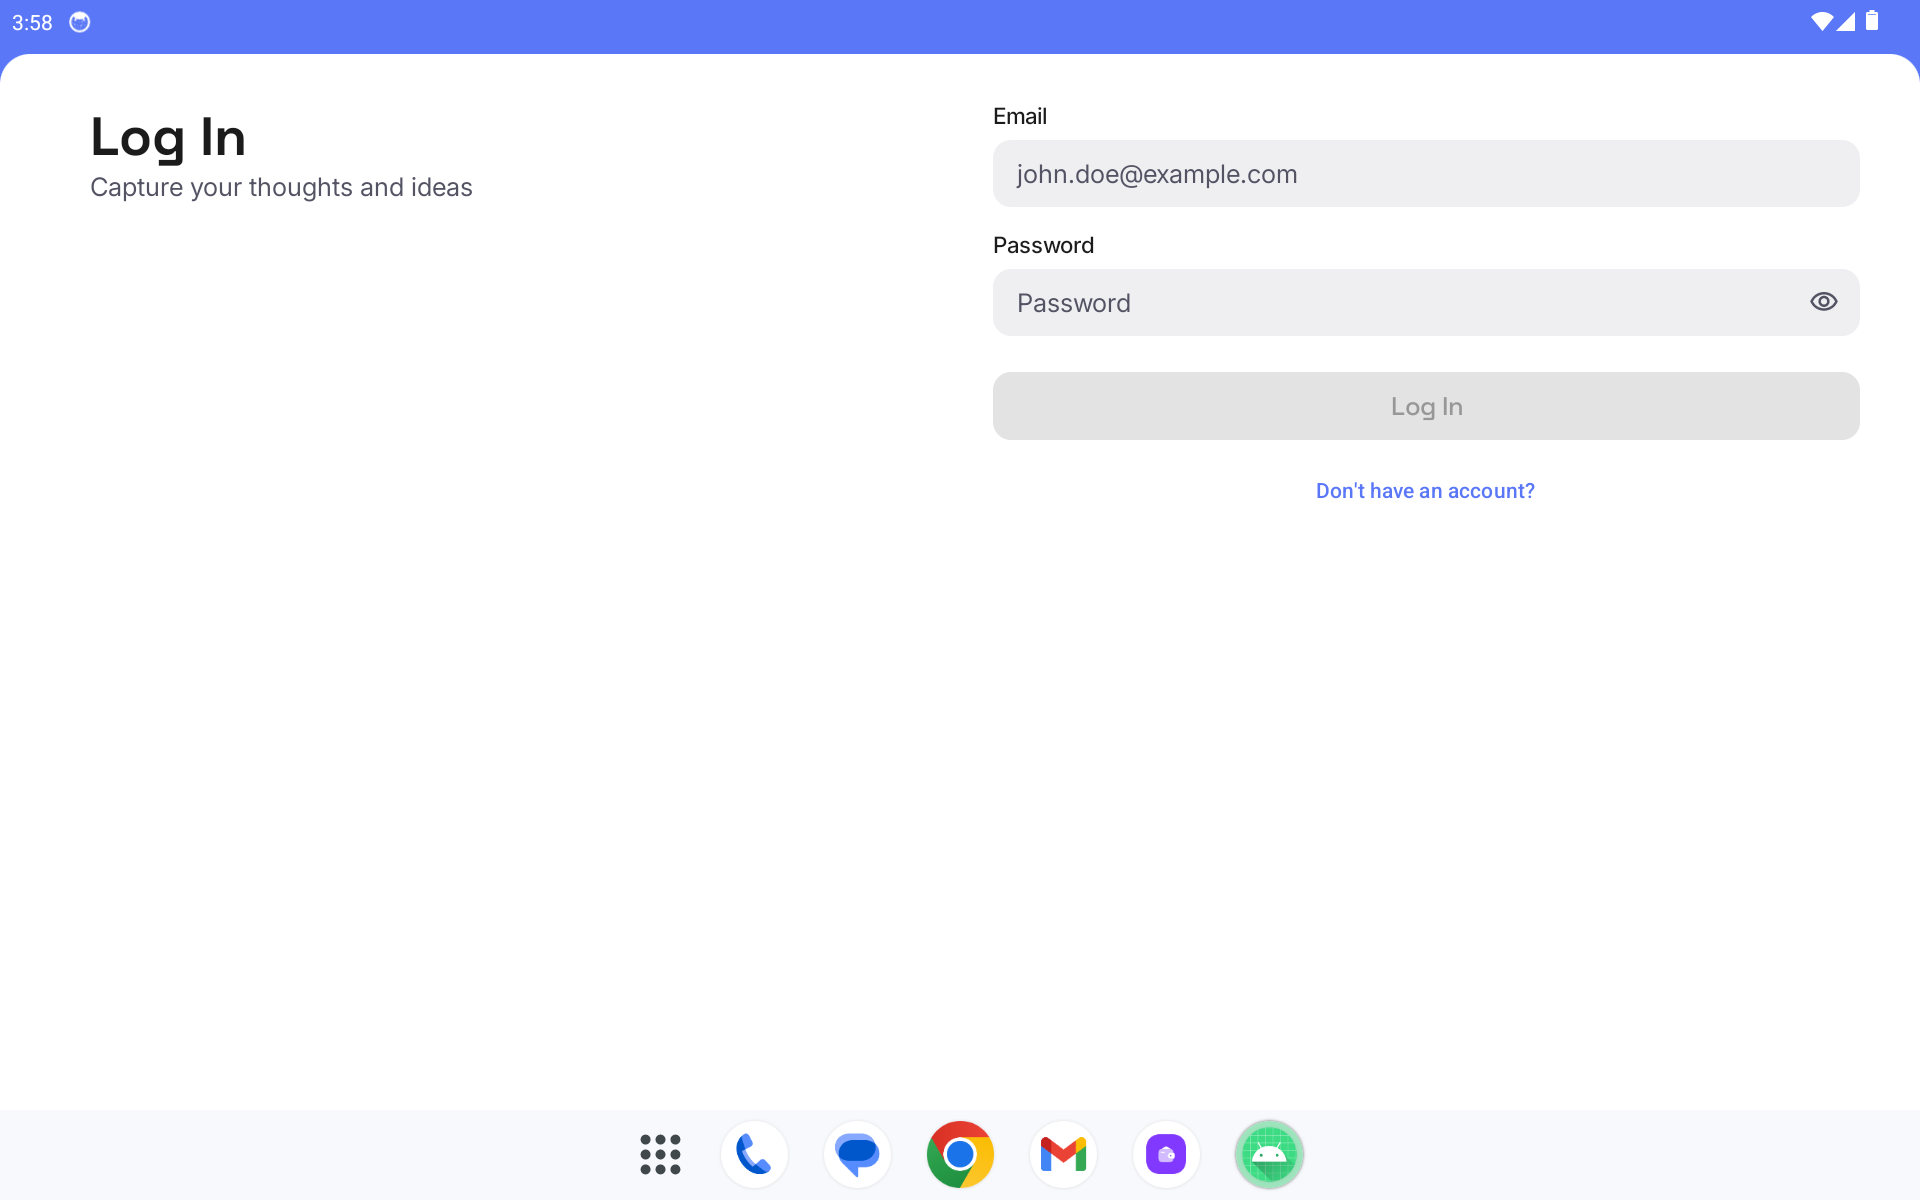 3:58
Log In
Capture your thoughts and ideas
Email
john.doe@example.com
Password
Password
Log In
Don't have an account?